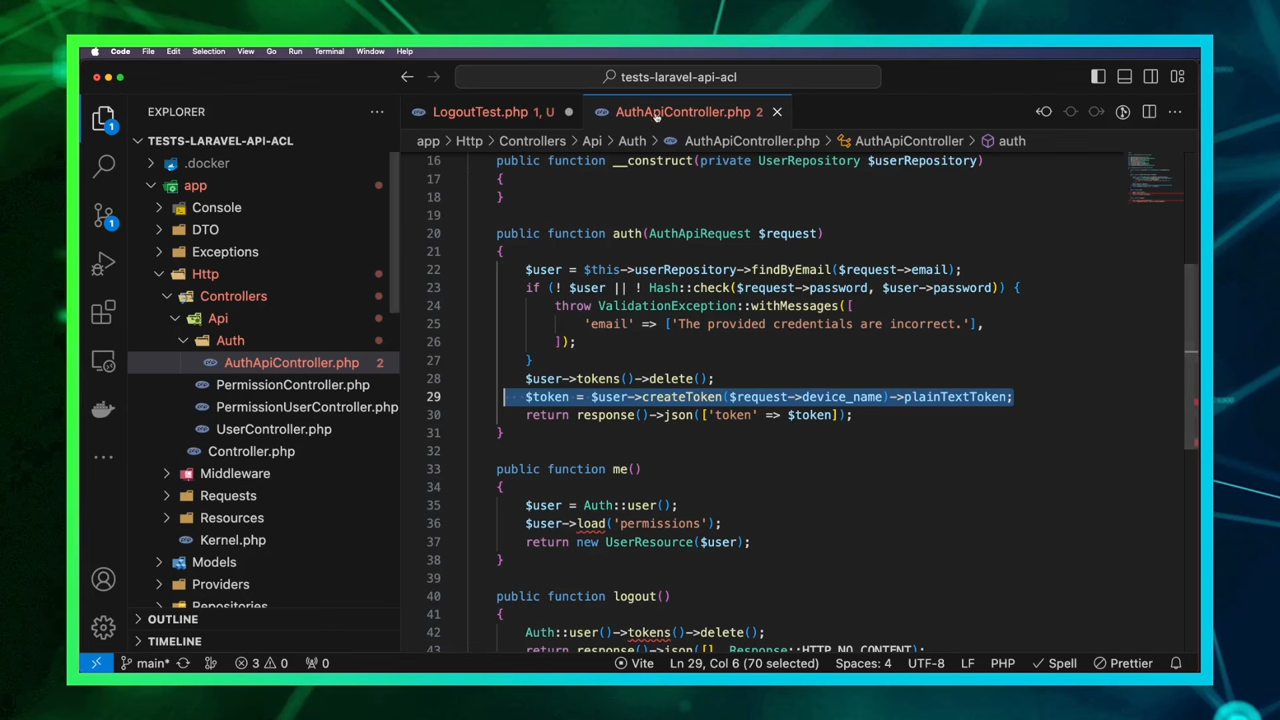 Code File Edit Selection View Go Run Terminal Window Help
tests-laravel-api-acl
EXPLORER
LogoutTest.php 1, U
AuthApiController.php 2
TESTS-LARAVEL-API-ACL
app > Http > Controllers > Api > Auth > AuthApiController.php > AuthApiController > auth
.docker
app
Console
DTO
Exceptions
Http
Controllers
Api
Auth
AuthApiController.php 2
PermissionController.php
PermissionUserController.php
UserController.php
Controller.php
Middleware
Requests
Resources
Kernel.php
Models
Providers
Repositories
OUTLINE
TIMELINE
1
1
16 public function __construct(private UserRepository $userRepository)
17 {
18 }
19
20 public function auth(AuthApiRequest $request)
21 {
22 $user = $this->userRepository->findByEmail($request->email);
23 if (! $user || ! Hash::check($request->password, $user->password)) {
24 throw ValidationException::withMessages([
25 'email' => ['The provided credentials are incorrect.'],
26 ]);
27 }
28 $user->tokens()->delete();
29 $token = $user->createToken($request->device_name)->plainTextToken;
30 return response()->json(['token' => $token]);
31 }
32
33 public function me()
34 {
35 $user = Auth::user();
36 $user->load('permissions');
37 return new UserResource($user);
38 }
39
40 public function logout()
41 {
42 Auth::user()->tokens()->delete();
43 return response()->json([], Response::HTTP_NO_CONTENT);
main* 3 0 0 Vite Ln 29, Col 6 (70 selected) Spaces: 4 UTF-8 LF PHP Spell Prettier